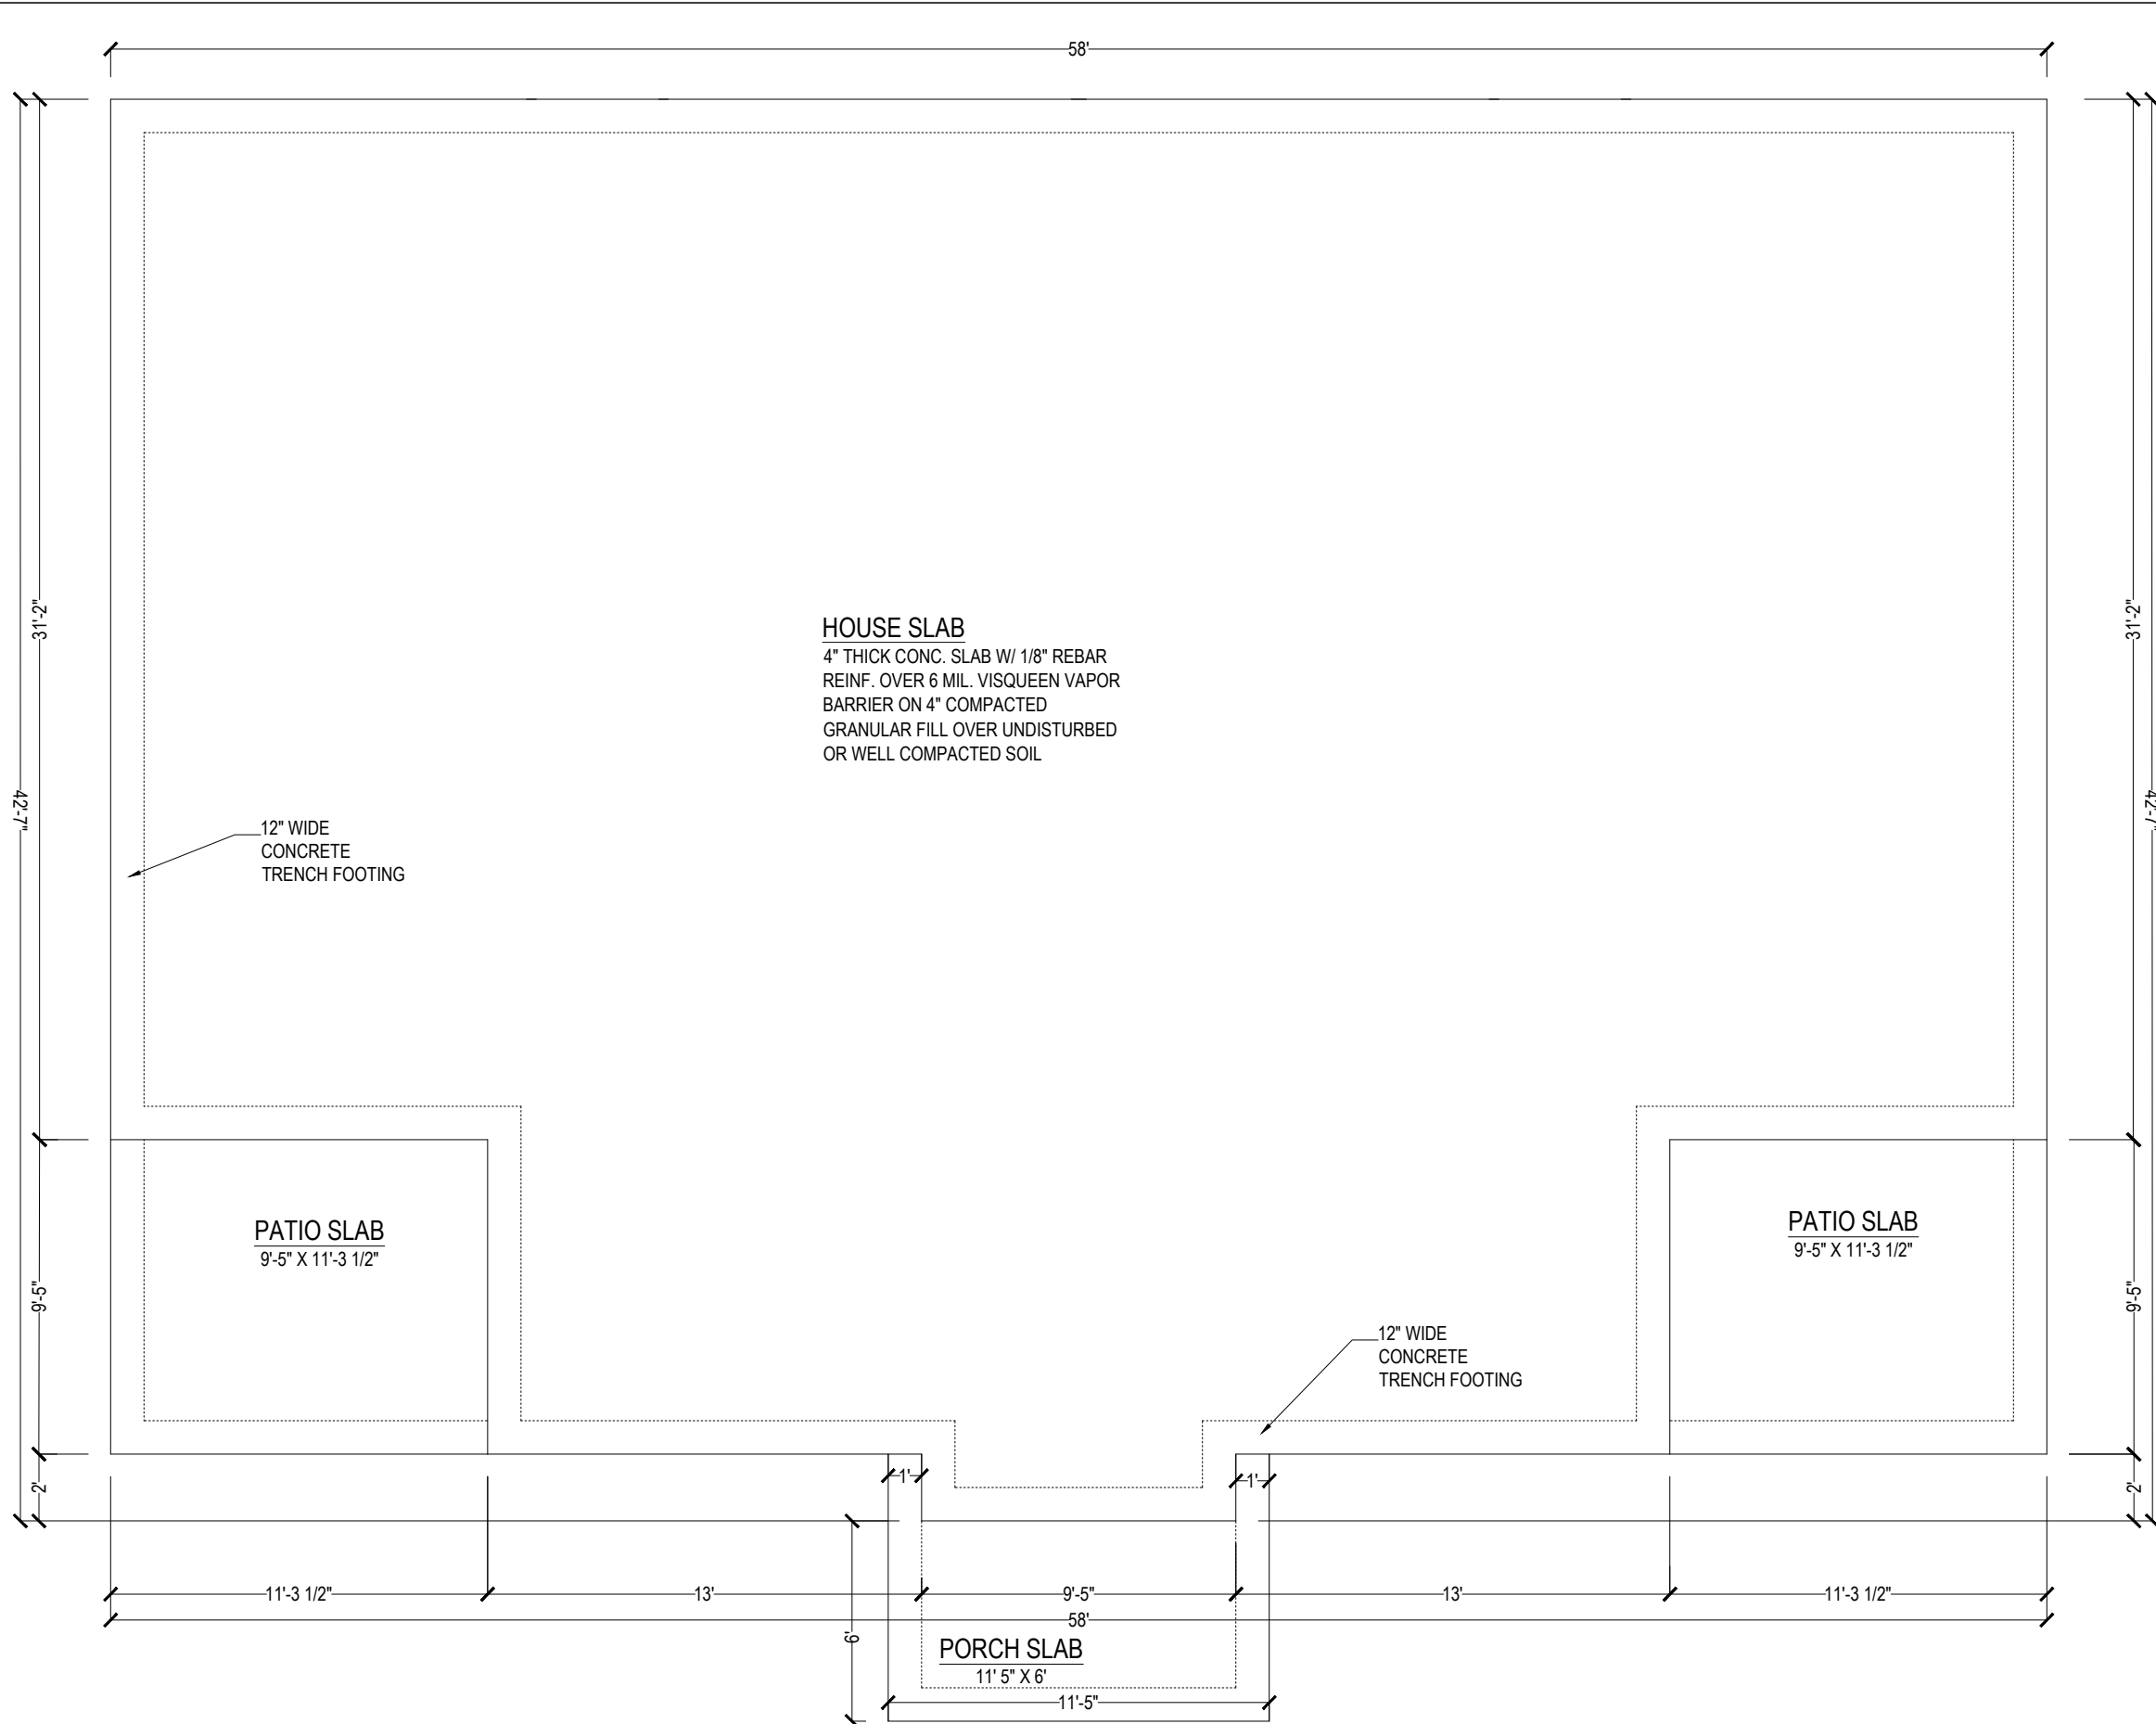 58'
31'-2"
31'-2"
HOUSE SLAB
4" THICK CONC. SLAB W/ 1/8" REBAR
REINF. OVER 6 MIL. VISQUEEN VAPOR
BARRIER ON 4" COMPACTED
GRANULAR FILL OVER UNDISTURBED
OR WELL COMPACTED SOIL
42'-7"
42'-7"
12" WIDE
CONCRETE
TRENCH FOOTING
PATIO SLAB
9'-5" X 11'-3 1/2"
PATIO SLAB
9'-5" X 11'-3 1/2"
9'-5"
9'-5"
12" WIDE
CONCRETE
TRENCH FOOTING
1'
1'
2'
2'
11'-3 1/2"
13'
9'-5"
13'
11'-3 1/2"
58'
6'
PORCH SLAB
11' 5" X 6'
11'-5"